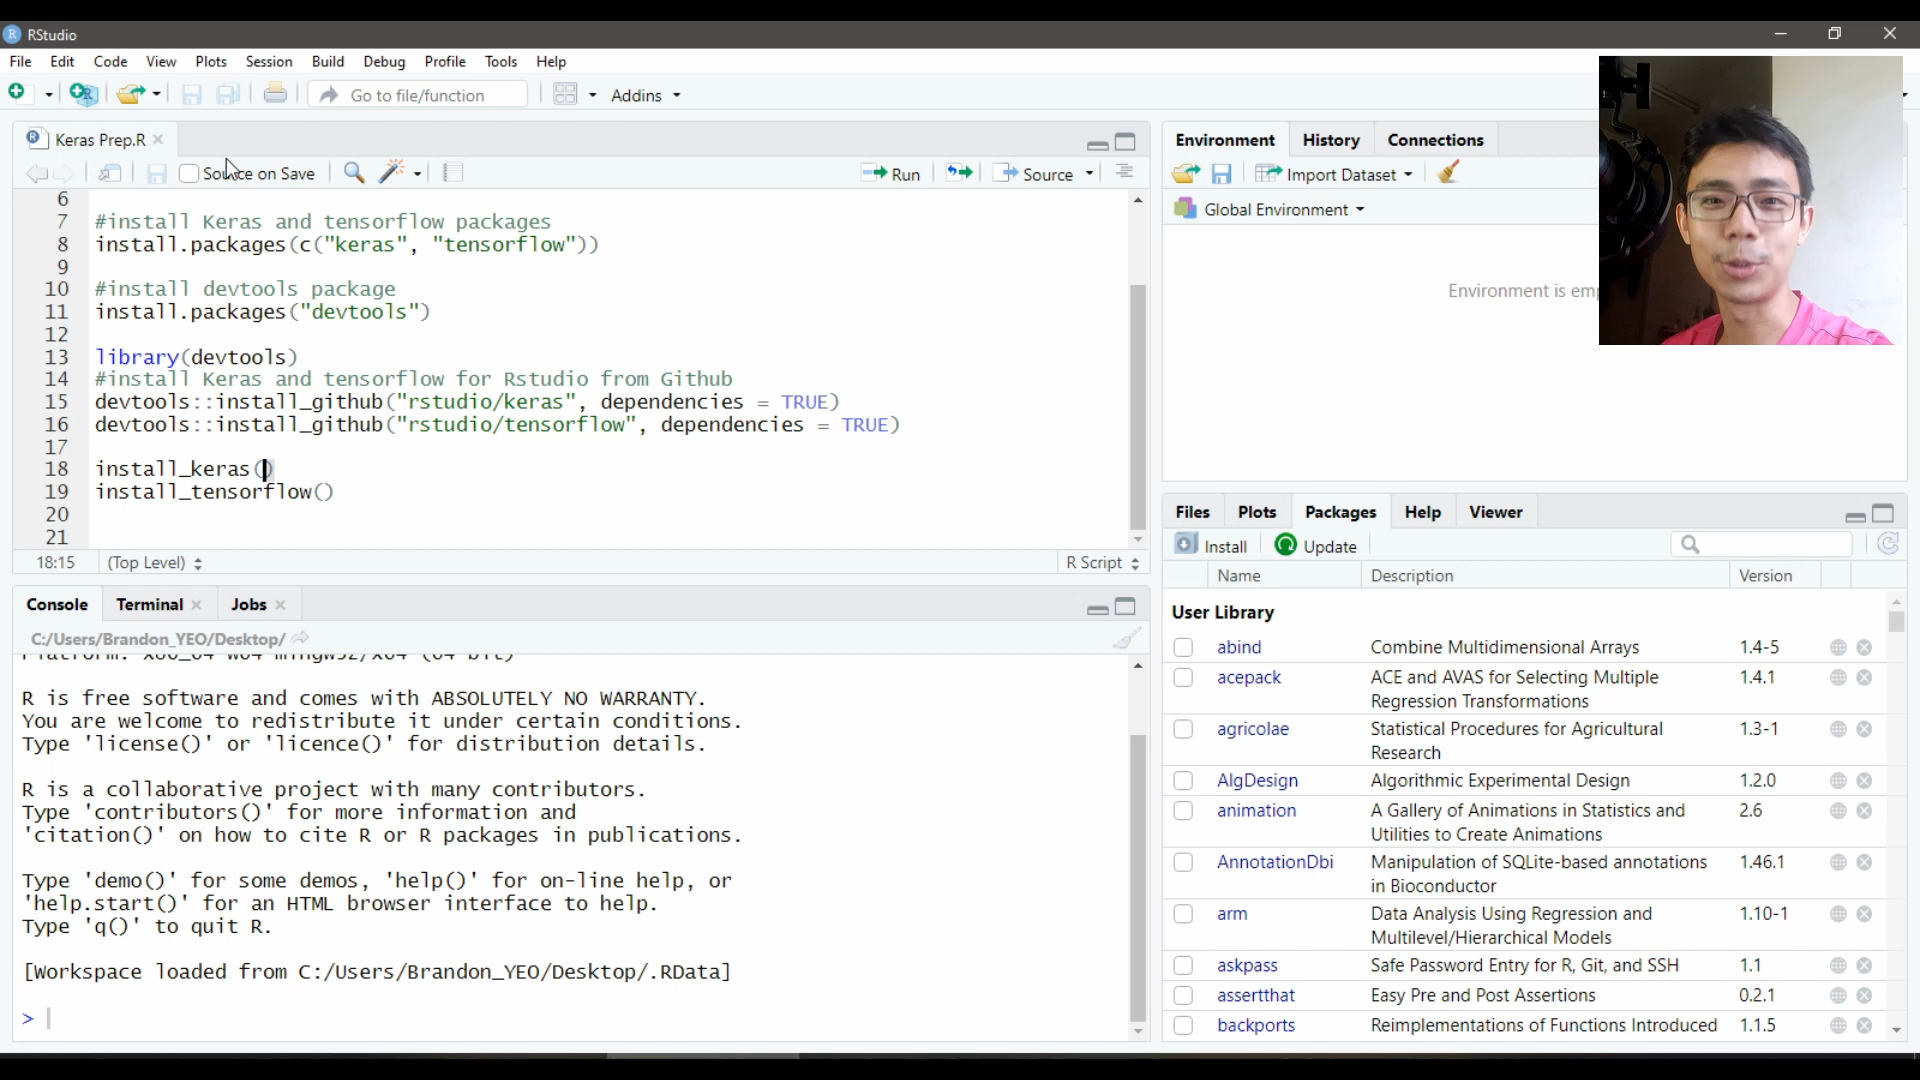 RStudio
File Edit Code View Plots Session Build Debug Profile Tools Help
Go to file/function Addins
Keras Prep.R
Source on Save Run Source
6
7 #install Keras and tensorflow packages
8 install.packages(c("keras", "tensorflow"))
9
10 #install devtools package
11 install.packages("devtools")
12
13 library(devtools)
14 #install Keras and tensorflow for Rstudio from Github
15 devtools::install_github("rstudio/keras", dependencies = TRUE)
16 devtools::install_github("rstudio/tensorflow", dependencies = TRUE)
17
18 install_keras()
19 install_tensorflow()
20
21
18:15 (Top Level) R Script
Console Terminal Jobs
C:/Users/Brandon_YEO/Desktop/
R is free software and comes with ABSOLUTELY NO WARRANTY.
You are welcome to redistribute it under certain conditions.
Type 'license()' or 'licence()' for distribution details.
R is a collaborative project with many contributors.
Type 'contributors()' for more information and
'citation()' on how to cite R or R packages in publications.
Type 'demo()' for some demos, 'help()' for on-line help, or
'help.start()' for an HTML browser interface to help.
Type 'q()' to quit R.
[Workspace loaded from C:/Users/Brandon_YEO/Desktop/.RData]
>
Environment History Connections
Import Dataset
Global Environment
Environment is
Files Plots Packages Help Viewer
Install Update
Name Description Version
User Library
abind Combine Multidimensional Arrays 1.4-5
acepack ACE and AVAS for Selecting Multiple 1.4.1
Regression Transformations
agricolae Statistical Procedures for Agricultural 1.3-1
Research
AlgDesign Algorithmic Experimental Design 1.2.0
animation A Gallery of Animations in Statistics and 2.6
Utilities to Create Animations
AnnotationDbi Manipulation of SQLite-based annotations 1.46.1
in Bioconductor
arm Data Analysis Using Regression and 1.10-1
Multilevel/Hierarchical Models
askpass Safe Password Entry for R, Git, and SSH 1.1
assertthat Easy Pre and Post Assertions 0.2.1
backports Reimplementations of Functions Introduced 1.1.5